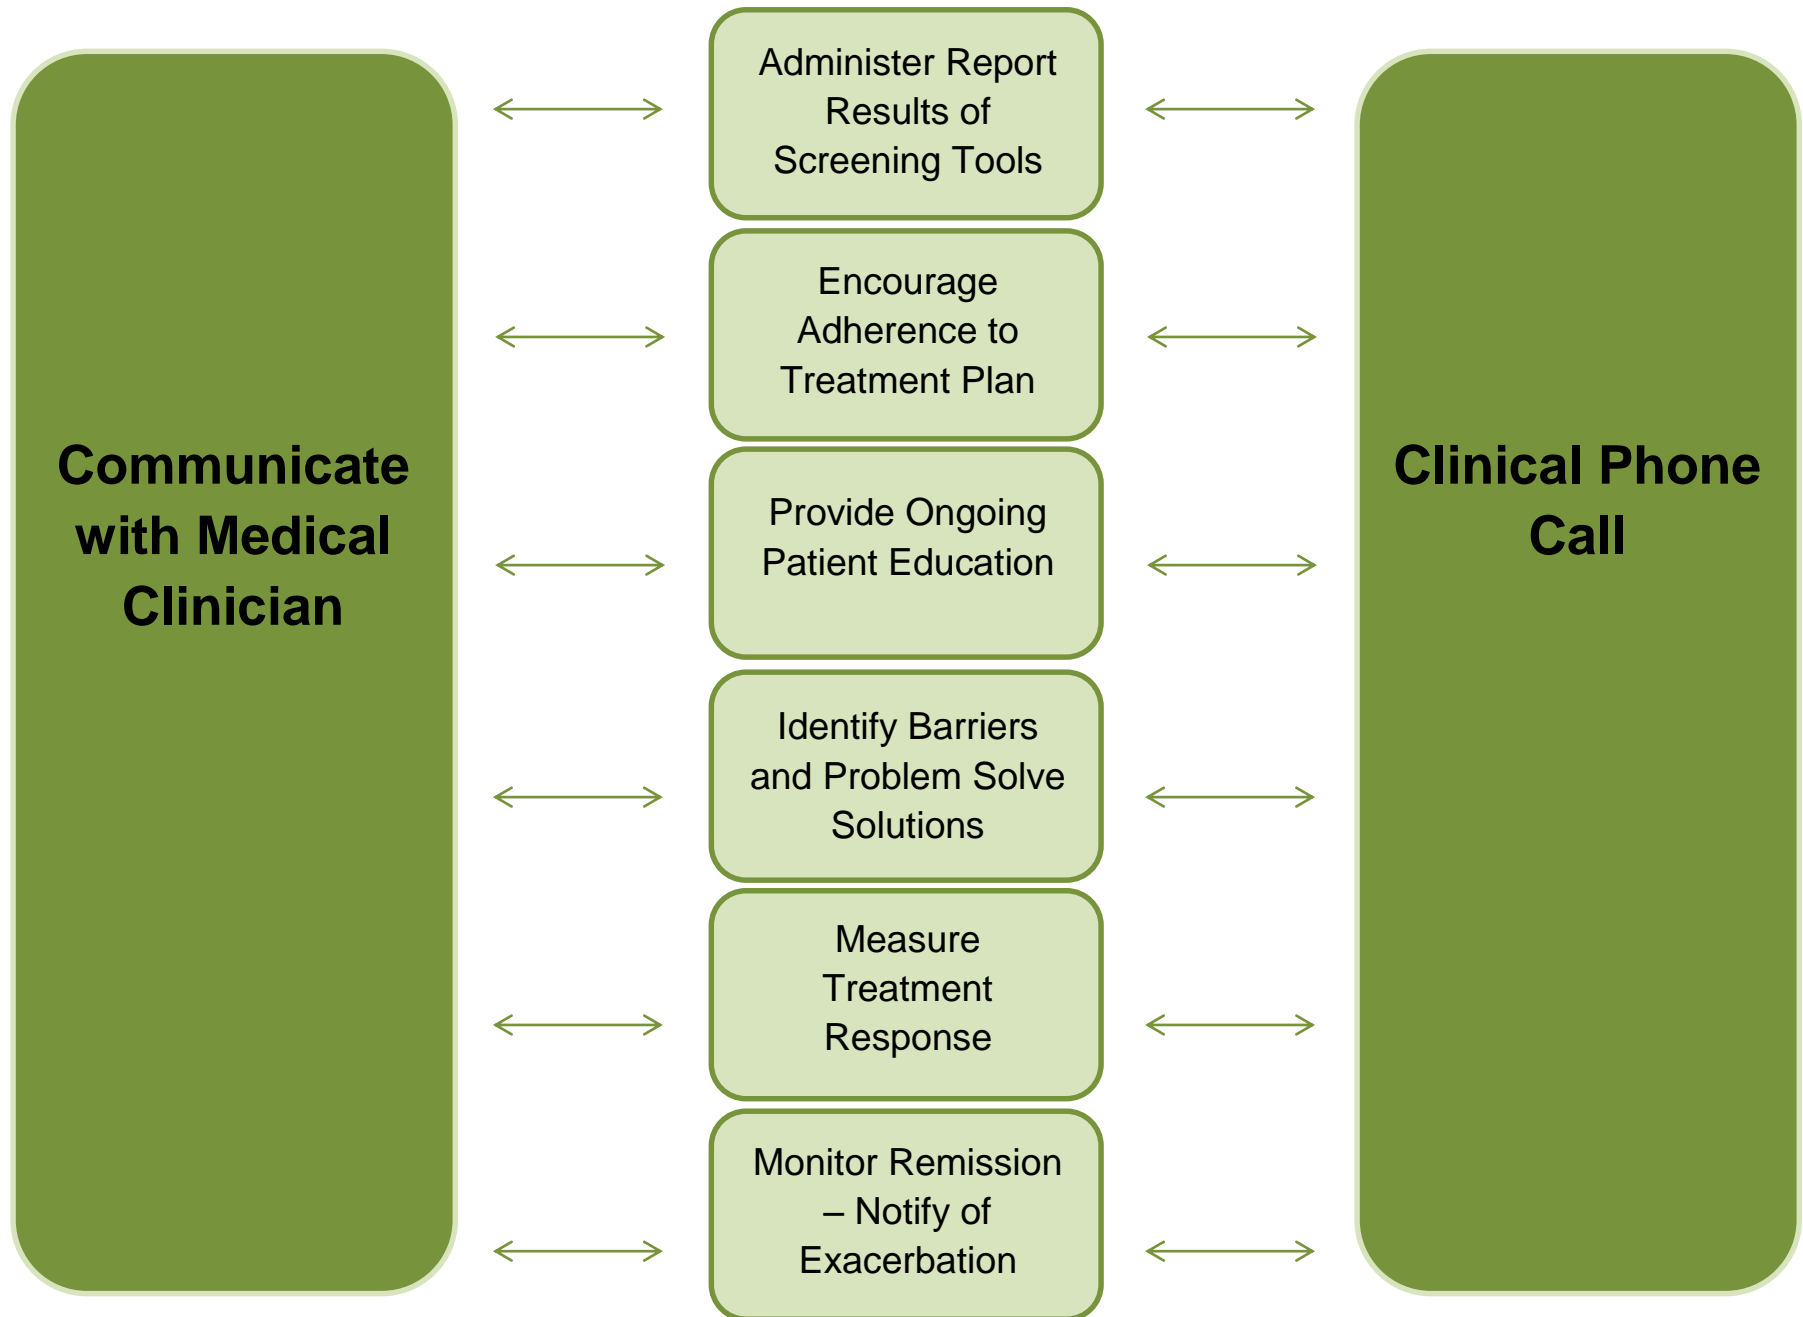 Communicate
with Medical
Clinician
Administer Report
Results of
Screening Tools
Encourage
Adherence to
Treatment Plan
Provide Ongoing
Patient Education
Identify Barriers
and Problem Solve
Solutions
Measure
Treatment
Response
Monitor Remission
– Notify of
Exacerbation
Clinical Phone
Call